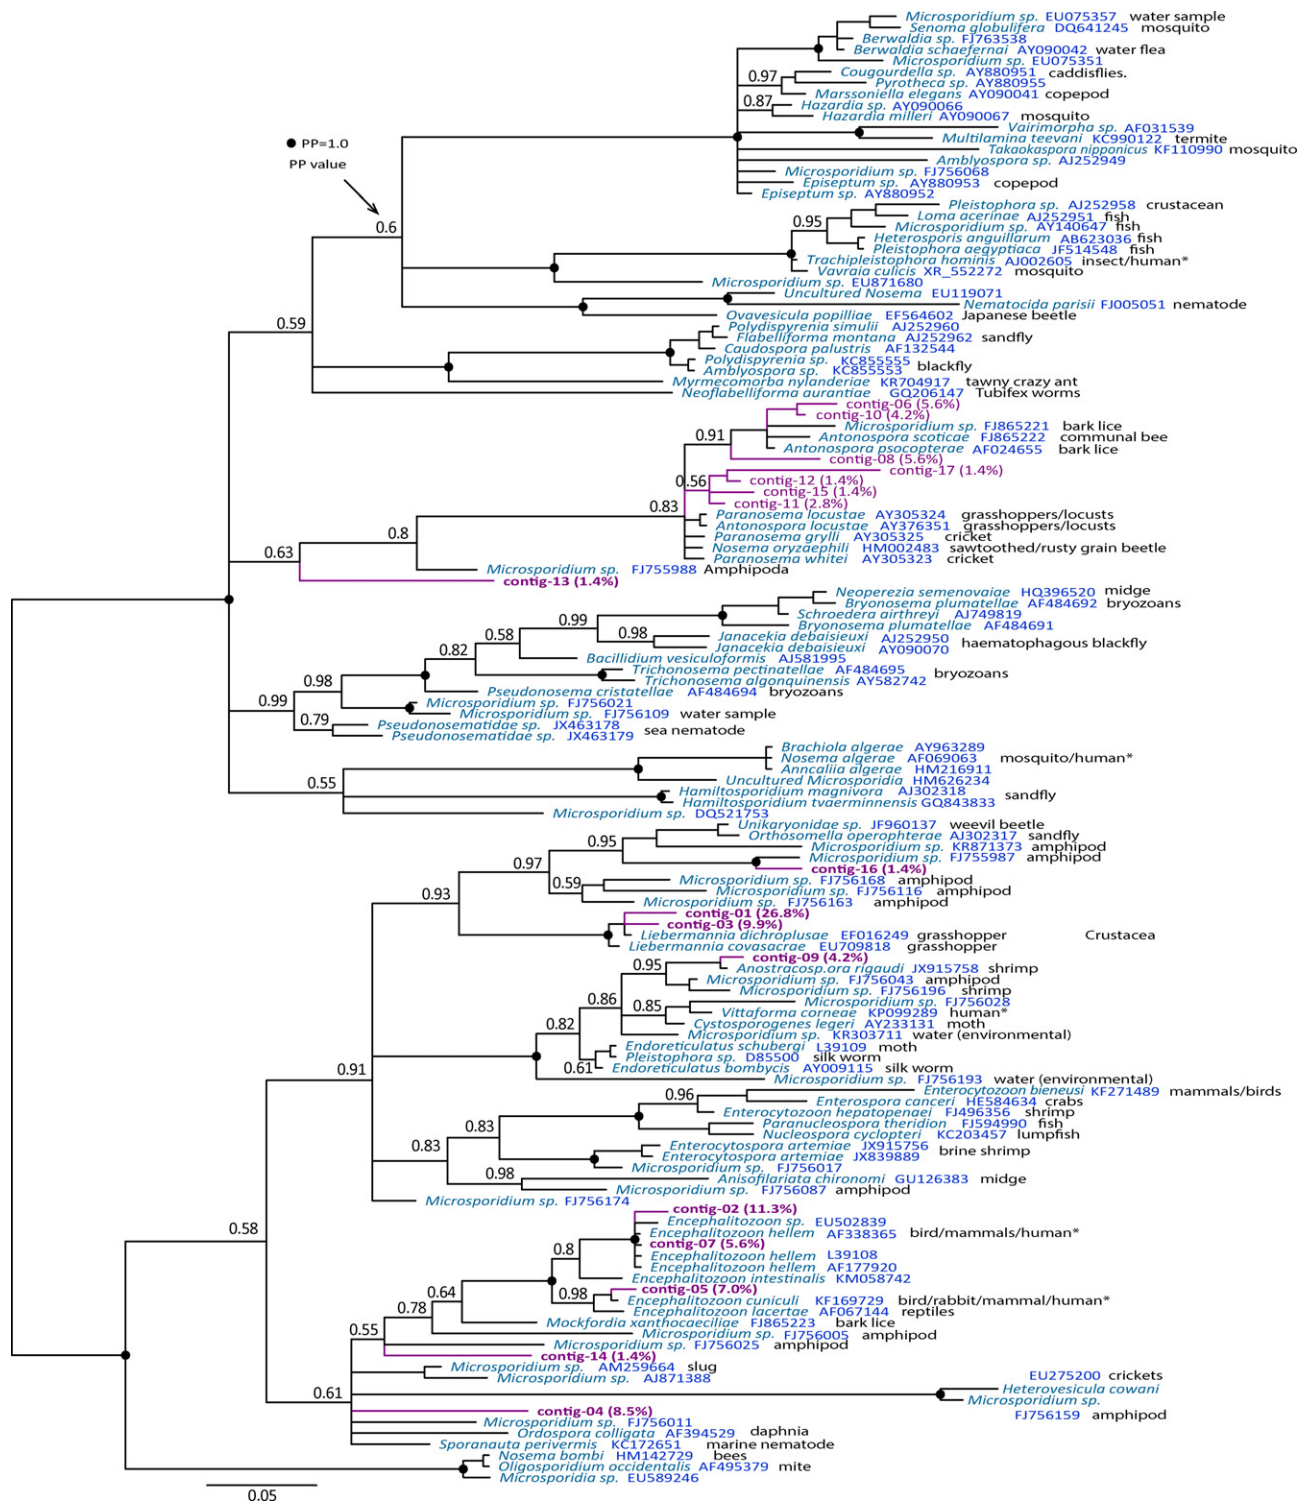 Microsporidium sp. EU075357 water sample
Senoma globulifera DQ641245 mosquito
Berwaldia sp. FJ763538
Berwaldia schaefernai AY090042 water flea
Microsporidium sp. EU075351
0.97 Cougourdella sp. AY880951 caddisflies.
Pyrotheca sp. AY880955
Marssoniella elegans AY090041 copepod
0.87 Hazardia sp. AY090066
Hazardia milleri AY090067 mosquito
Vairimorpha sp. AF031539
Multilamina teevani KC990122 termite
PP=1.0
Takaokaspora nipponicus KF110990 mosquito
Amblyospora sp. AJ252949
PP value
Microsporidium sp. FJ756068
Episeptum sp. AY880953 copepod
Episeptum sp. AY880952
Pleistophora sp. AJ252958 crustacean
Loma acerinae AJ252951 fish
0.6
0.95
Microsporidium sp. AY140647 fish
Heterosporis anguillarum AB623036 fish
Pleistophora aegyptiaca JF514548 fish
Trachipleistophora hominis AJ002605 insect/human*
Vavraia culicis XR_552272 mosquito
Microsporidium sp. EU871680
Uncultured Nosema EU119071
Nematocida parisii FJ005051 nematode
Ovavesicula popilliae EF564602 Japanese beetle
0.59
Polydispyrenia simulii AJ252960
Flabelliforma montana AJ252962 sandfly
Caudospora palustris AF132544
Polydispyrenia sp. KC855555
Amblyospora sp. KC855553 blackfly
Myrmecomorba nylanderiae KR704917 tawny crazy ant
Neoflabelliforma aurantiae GQ206147 Tubifex worms
contig-06 (5.6%)
contig-10 (4.2%)
Microsporidium sp. FJ865221 bark lice
0.91
Antonospora scoticae FJ865222 communal bee
Antonospora psocopterae AF024655 bark lice
contig-08 (5.6%)
contig-17 (1.4%)
0.56
contig-12 (1.4%)
contig-15 (1.4%)
contig-11 (2.8%)
0.83
Paranosema locustae AY305324 grasshoppers/locusts
Antonospora locustae AY376351 grasshoppers/locusts
0.8
Paranosema grylli AY305325 cricket
Nosema oryzaephili HM002483 sawtoothed/rusty grain beetle
0.63
Paranosema whitei AY305323 cricket
Microsporidium sp. FJ755988 Amphipoda
contig-13 (1.4%)
Neoperezia semenovaiae HQ396520 midge
Bryonosema plumatellae AF484692 bryozoans
Schroedera airthreyi AJ749819
0.99
Bryonosema plumatellae AF484691
0.58
0.98
Janacekia debaisieuxi AJ252950
haematophagous blackfly
Janacekia debaisieuxi AY090070
0.82
Bacillidium vesiculoformis AJ581995
Trichonosema pectinatellae AF484695
bryozoans
Trichonosema algonquinensis AY582742
0.98
Pseudonosema cristatellae AF484694 bryozoans
0.99
Microsporidium sp. FJ756021
Microsporidium sp. FJ756109 water sample
0.79
Pseudonosematidae sp. JX463178
sea nematode
Pseudonosematidae sp. JX463179
Brachiola algerae AY963289
Nosema algerae AF069063 mosquito/human*
Anncaliia algerae HM216911
0.55
Uncultured Microsporidia HM626234
Hamiltosporidium magnivora AJ302318
sandfly
Hamiltosporidium tvaerminnensis GQ843833
Microsporidium sp. DQ521753
Unikaryonidae sp. JF960137 weevil beetle
Orthosomella operophterae AJ302317 sandfly
0.95
Microsporidium sp. KR871373 amphipod
Microsporidium sp. FJ755987 amphipod
0.97
contig-16 (1.4%)
0.59
Microsporidium sp. FJ756168 amphipod
Microsporidium sp. FJ756116 amphipod
0.93
Microsporidium sp. FJ756163 amphipod
contig-01 (26.8%)
contig-03 (9.9%)
Liebermannia dichroplusae EF016249 grasshopper Crustacea
Liebermannia covasacrae EU709818 grasshopper
contig-09 (4.2%)
0.95
Anostracosp.ora rigaudi JX915758 shrimp
Microsporidium sp. FJ756043 amphipod
Microsporidium sp. FJ756196 shrimp
0.86
0.85
Microsporidium sp. FJ756028
Vittaforma corneae KP099289 human*
0.82
Cystosporogenes legeri AY233131 moth
Microsporidium sp. KR303711 water (environmental)
Endoreticulatus schubergi L39109 moth
Pleistophora sp. D85500 silk worm
0.61
Endoreticulatus bombycis AY009115 silk worm
0.91
Microsporidium sp. FJ756193 water (environmental)
Enterocytozoon bieneusi KF271489 mammals/birds
0.96
Enterospora canceri HE584634 crabs
Enterocytozoon hepatopenaei FJ496356 shrimp
Paranucleospora theridion FJ594990 fish
0.83
Nucleospora cyclopteri KC203457 lumpfish
0.83
Enterocytospora artemiae JX915756
brine shrimp
Enterocytospora artemiae JX839889
Microsporidium sp. FJ756017
0.98
Anisofilariata chironomi GU126383 midge
Microsporidium sp. FJ756087 amphipod
Microsporidium sp. FJ756174
contig-02 (11.3%)
0.58
Encephalitozoon sp. EU502839
Encephalitozoon hellem AF338365 bird/mammals/human*
contig-07 (5.6%)
0.8
Encephalitozoon hellem L39108
Encephalitozoon hellem AF177920
Encephalitozoon intestinalis KM058742
contig-05 (7.0%)
0.64
0.98
Encephalitozoon cuniculi KF169729 bird/rabbit/mammal/human*
0.78
Encephalitozoon lacertae AF067144 reptiles
Mockfordia xanthocaeciliae FJ865223 bark lice
0.55
Microsporidium sp. FJ756005 amphipod
Microsporidium sp. FJ756025 amphipod
contig-14 (1.4%)
Microsporidium sp. AM259664 slug
EU275200 crickets
Microsporidium sp. AJ871388
Heterovesicula cowani
0.61
Microsporidium sp.
contig-04 (8.5%)
FJ756159 amphipod
Microsporidium sp. FJ756011
Ordospora colligata AF394529 daphnia
Sporanauta perivermis KC172651 marine nematode
Nosema bombi HM142729 bees
Oligosporidium occidentalis AF495379 mite
Microsporidia sp. EU589246
0.05